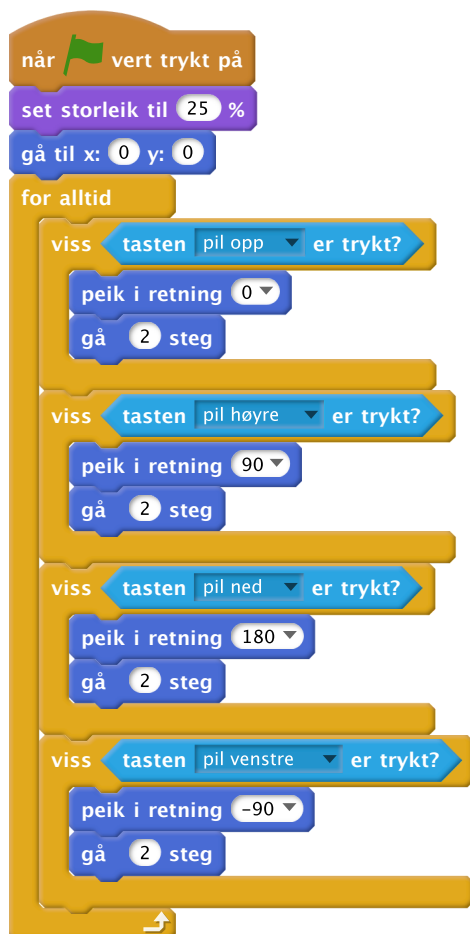 når vert trykt på
set storleik til 25 %
gå til x: 0 y: 0
for alltid
viss tasten pil opp er trykt?
peik i retning 0
gå 2 steg
viss tasten pil høyre er trykt?
peik i retning 90
gå 2 steg
viss tasten pil ned er trykt?
peik i retning 180
gå 2 steg
viss tasten pil venstre er trykt?
peik i retning -90
gå 2 steg